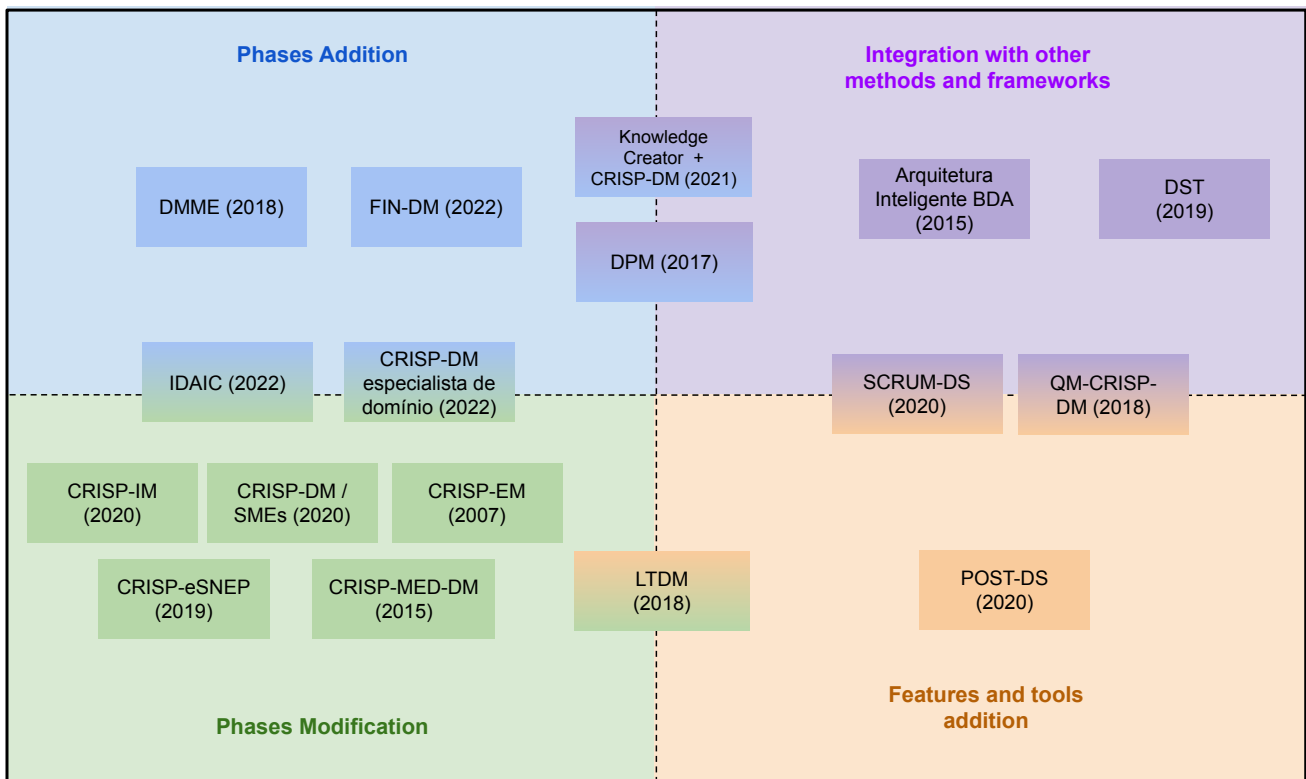 Phases Addition
Integration with other
methods and frameworks
Knowledge
Creator +
CRISP-DM (2021)
DMME (2018)
FIN-DM (2022)
Arquitetura
Inteligente BDA
(2015)
DST
(2019)
DPM (2017)
IDAIC (2022)
CRISP-DM
especialista de
domínio (2022)
SCRUM-DS
(2020)
QM-CRISP-
DM (2018)
CRISP-IM
(2020)
CRISP-DM /
SMEs (2020)
CRISP-EM
(2007)
CRISP-eSNEP
(2019)
CRISP-MED-DM
(2015)
LTDM
(2018)
POST-DS
(2020)
Phases Modification
Features and tools
addition